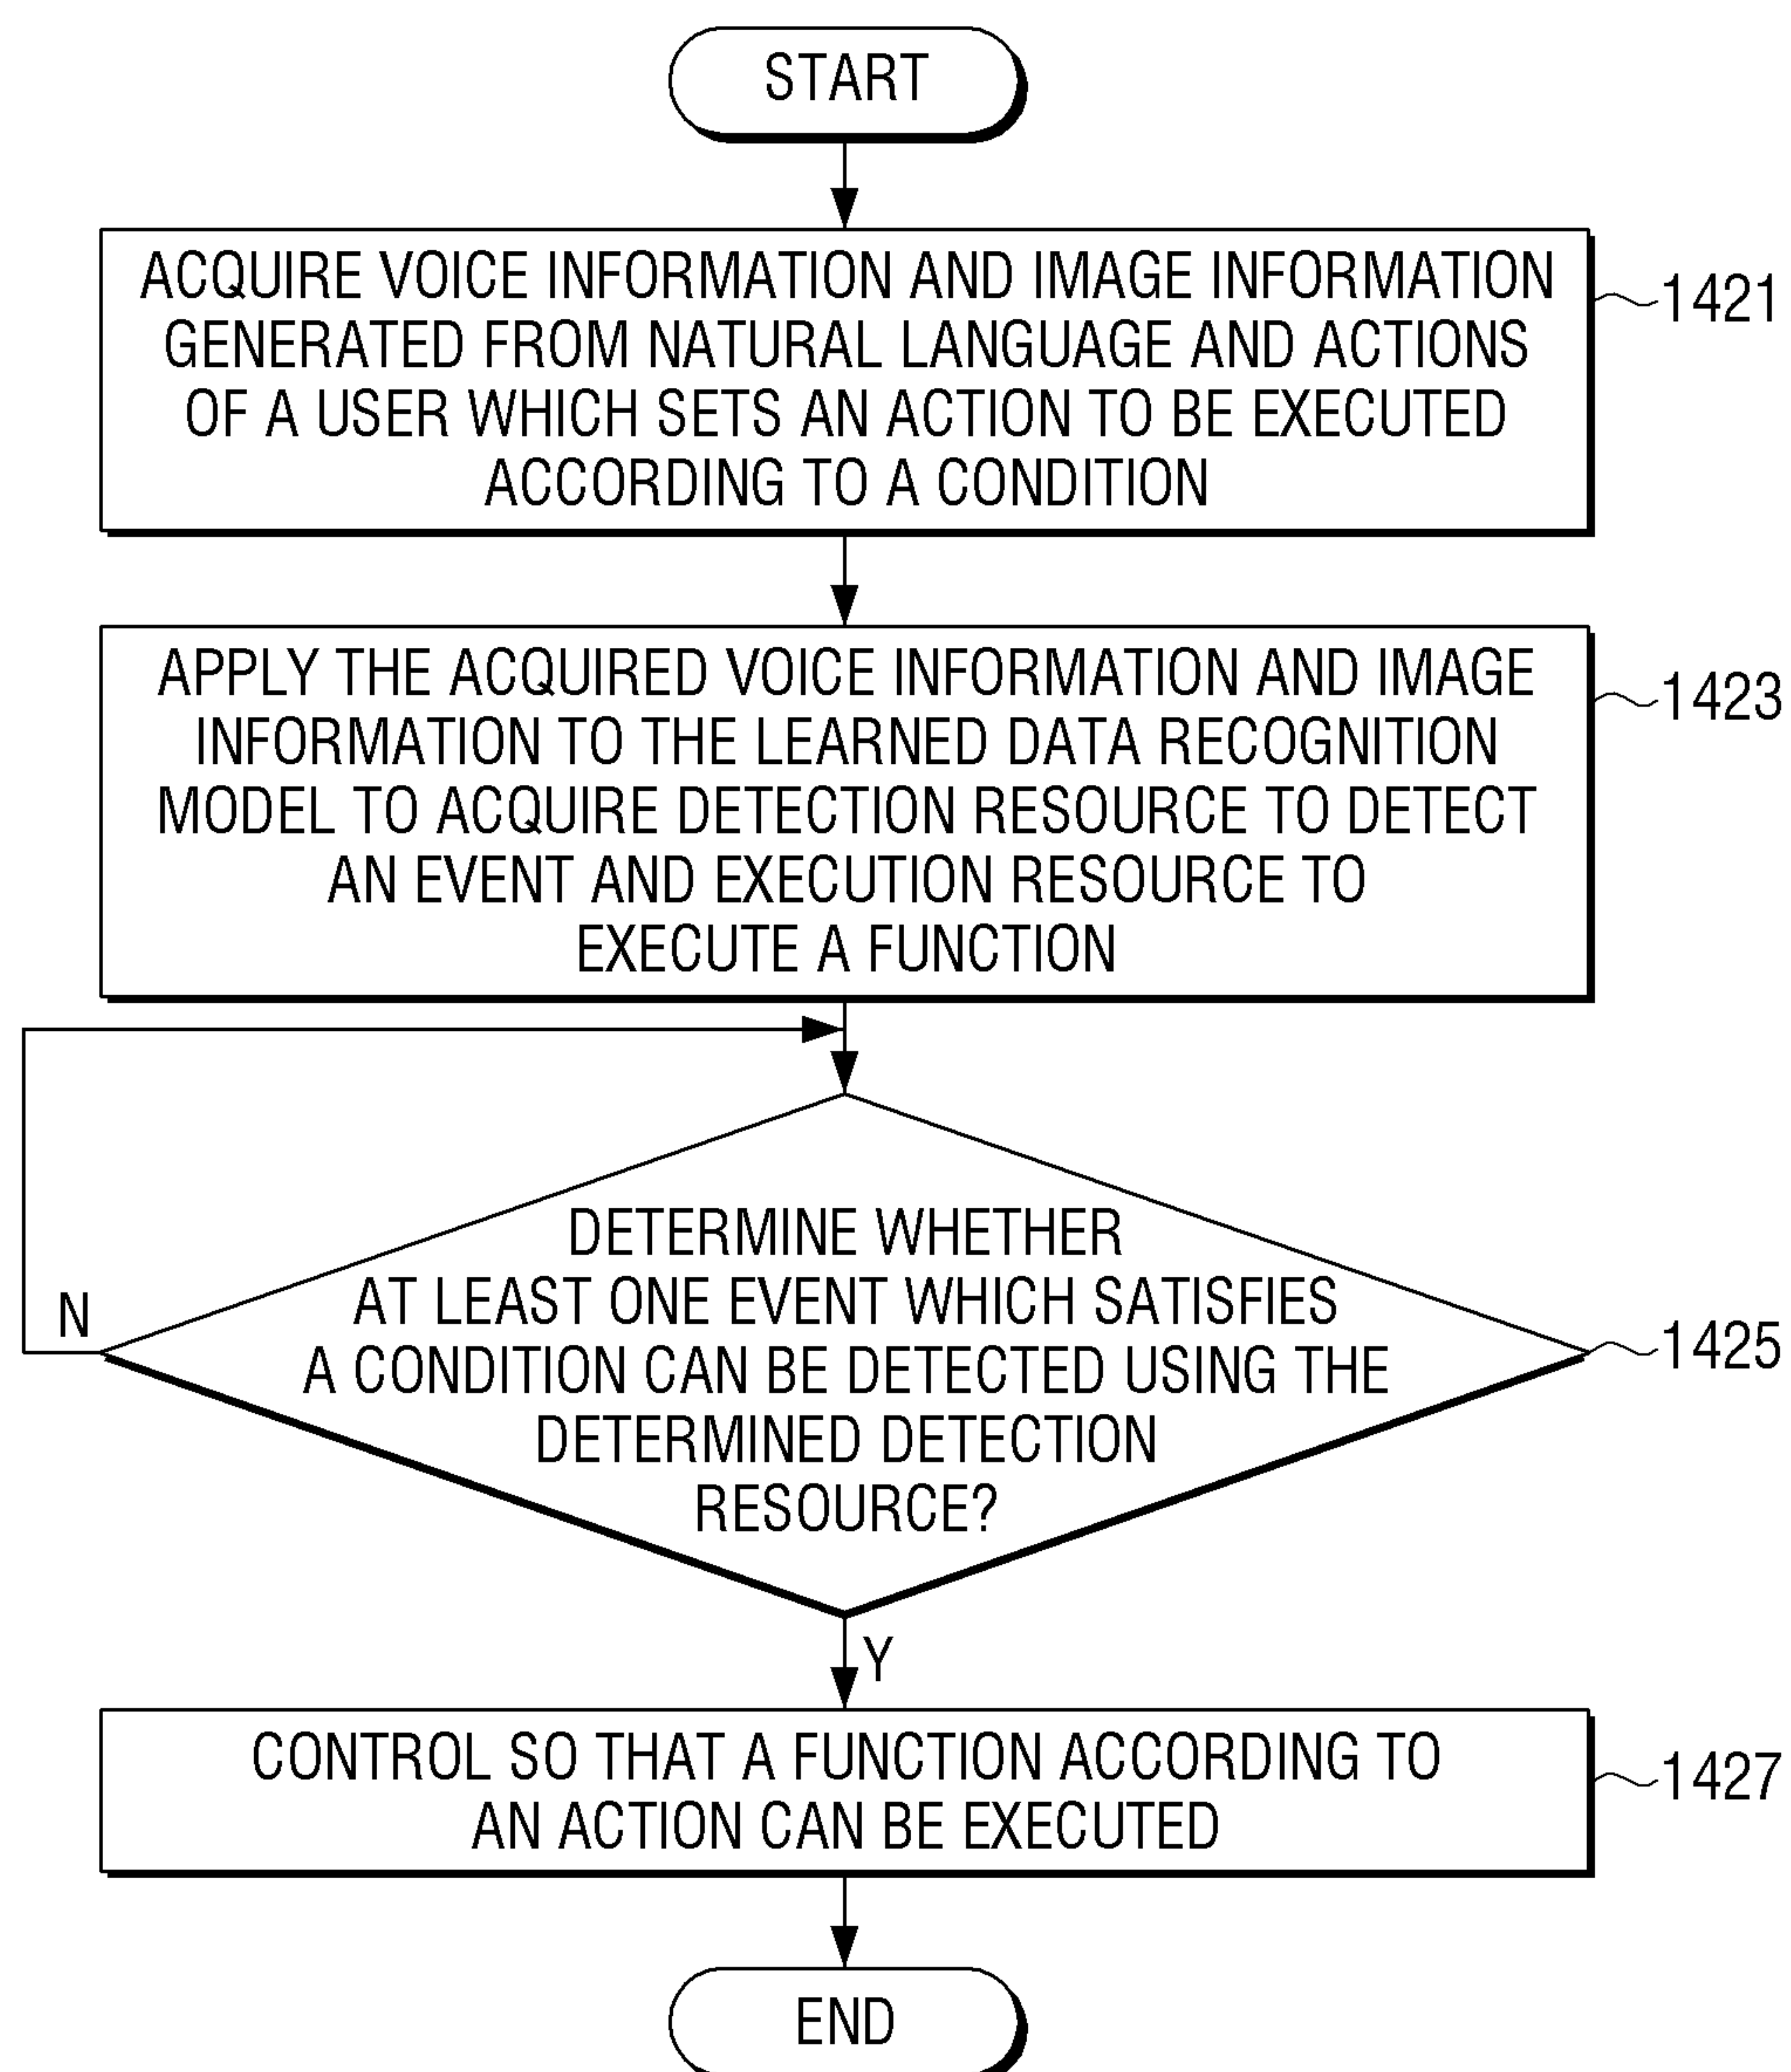 START
ACQUIRE VOICE INFORMATION AND IMAGE INFORMATION
GENERATED FROM NATURAL LANGUAGE AND ACTIONS
OF A USER WHICH SETS AN ACTION TO BE EXECUTED
ACCORDING TO A CONDITION
1421
APPLY THE ACQUIRED VOICE INFORMATION AND IMAGE
INFORMATION TO THE LEARNED DATA RECOGNITION
MODEL TO ACQUIRE DETECTION RESOURCE TO DETECT
AN EVENT AND EXECUTION RESOURCE TO
EXECUTE A FUNCTION
1423
DETERMINE WHETHER
AT LEAST ONE EVENT WHICH SATISFIES
A CONDITION CAN BE DETECTED USING THE
DETERMINED DETECTION
RESOURCE?
N
1425
Y
CONTROL SO THAT A FUNCTION ACCORDING TO
AN ACTION CAN BE EXECUTED
1427
END